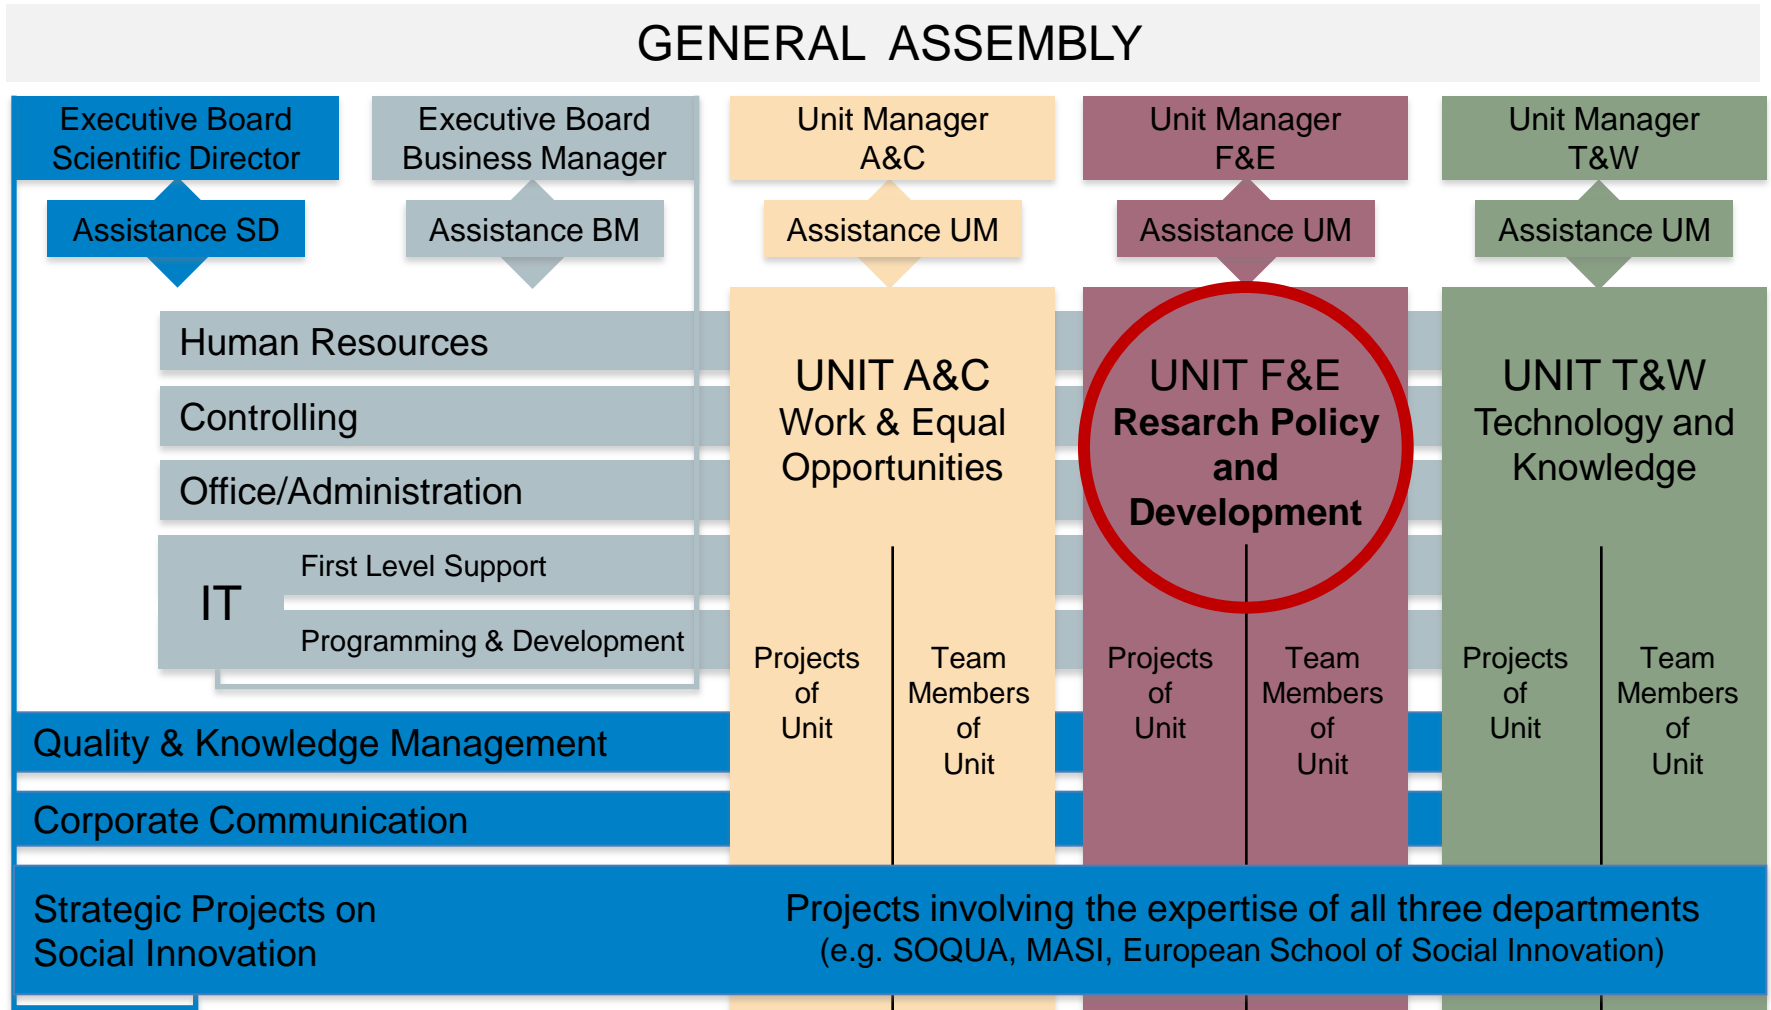 GENERAL ASSEMBLY
Executive Board
Scientific Director
Executive Board
Business Manager
Unit Manager
A&C
Unit Manager
F&E
Unit Manager
T&W
Assistance SD
Assistance BM
Assistance UM
Assistance UM
Assistance UM
Human Resources
Controlling
Office/Administration
IT
First Level Support
Programming & Development
UNIT A&C
Work & Equal
Opportunities
UNIT F&E
Resarch Policy
and
Development
UNIT T&W
Technology and
Knowledge
Projects
of
Unit
Team
Members
of
Unit
Projects
of
Unit
Team
Members
of
Unit
Projects
of
Unit
Team
Members
of
Unit
Quality & Knowledge Management
Corporate Communication
Strategic Projects on
Social Innovation
Projects involving the expertise of all three departments
(e.g. SOQUA, MASI, European School of Social Innovation)